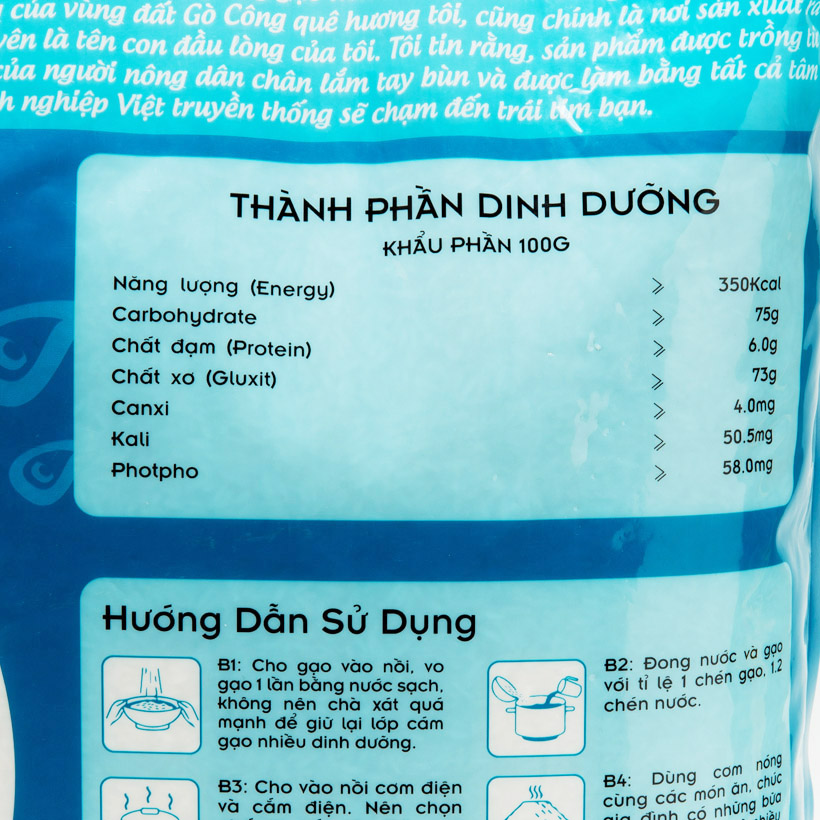 của vùng đất Gò Công quê hương tôi, cũng chính là nơi sản xuất ra
yên là tên con đầu lòng của tôi. Tôi tin rằng, sản phẩm được trồng
của người nông dân chân lắm tay bùn và được làm bằng tất cả tâm
nh nghiệp Việt truyền thống sẽ chạm đến trái tim bạn.
THÀNH PHẦN DINH DƯỠNG
KHẨU PHẦN 100G
Năng lượng (Energy) > 350Kcal
Carbohydrate > 75g
Chất đạm (Protein) > 6.0g
Chất xơ (Gluxit) > 73g
Canxi > 4.0mg
Kali > 50.5mg
Photpho > 58.0mg
Hướng Dẫn Sử Dụng
B1: Cho gạo vào nồi, vo
gạo 1 lần bằng nước sạch,
không nên chà xát quá
mạnh để giữ lại lớp cám
gạo nhiều dinh dưỡng.
B2: Đong nước và gạo
với tỉ lệ 1 chén gạo, 1.2
chén nước.
B3: Cho vào nồi cơm điện
và cắm điện. Nên chọn
B4: Dùng cơm nóng
cùng các món ăn, chúc
gia đình có những bữa